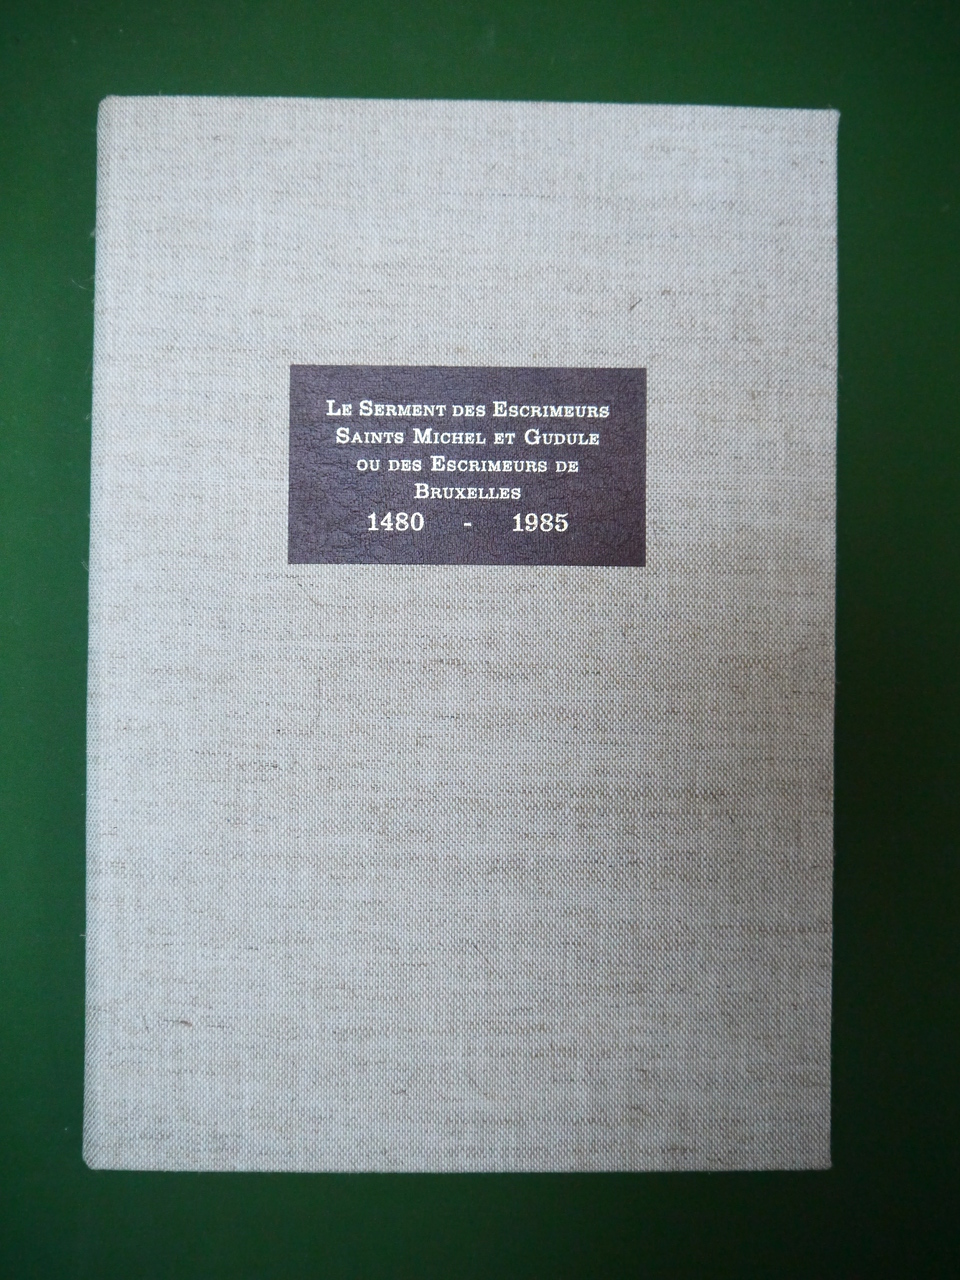 Le Serment des Escrimeurs
Saints Michel et Gudule
ou des Escrimeurs de
Bruxelles
1480 - 1985